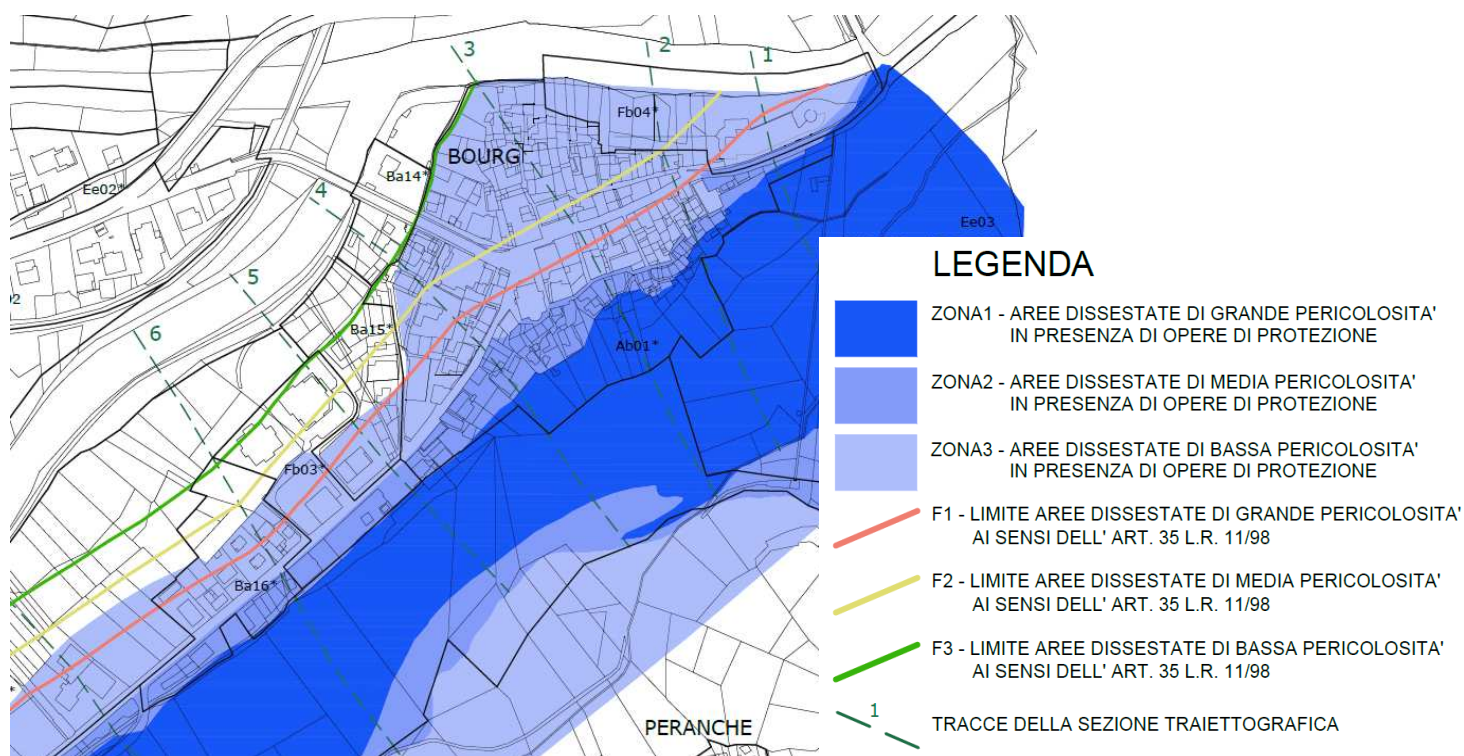 3
2
1
Fb04*
BOURG
Ba14*
Ee02*
4
Ee03
5
02
6
Ba15*
Ab01*
Fb03*
Ba16*
PERANCHE
LEGENDA
ZONA1 - AREE DISSESTATE DI GRANDE PERICOLOSITA'
IN PRESENZA DI OPERE DI PROTEZIONE
ZONA2 - AREE DISSESTATE DI MEDIA PERICOLOSITA'
IN PRESENZA DI OPERE DI PROTEZIONE
ZONA3 - AREE DISSESTATE DI BASSA PERICOLOSITA'
IN PRESENZA DI OPERE DI PROTEZIONE
F1 - LIMITE AREE DISSESTATE DI GRANDE PERICOLOSITA'
AI SENSI DELL' ART. 35 L.R. 11/98
F2 - LIMITE AREE DISSESTATE DI MEDIA PERICOLOSITA'
AI SENSI DELL' ART. 35 L.R. 11/98
F3 - LIMITE AREE DISSESTATE DI BASSA PERICOLOSITA'
AI SENSI DELL' ART. 35 L.R. 11/98
1
TRACCE DELLA SEZIONE TRAIETTOGRAFICA